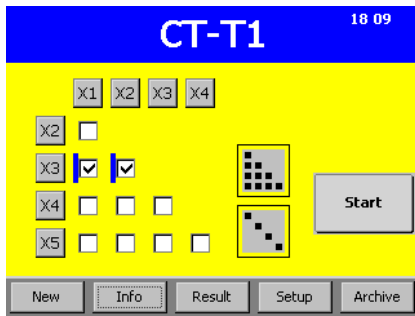 CT-T1 18 09
X1 X2 X3 X4
X2
X3
X4
X5
Start
New Info Result Setup Archive